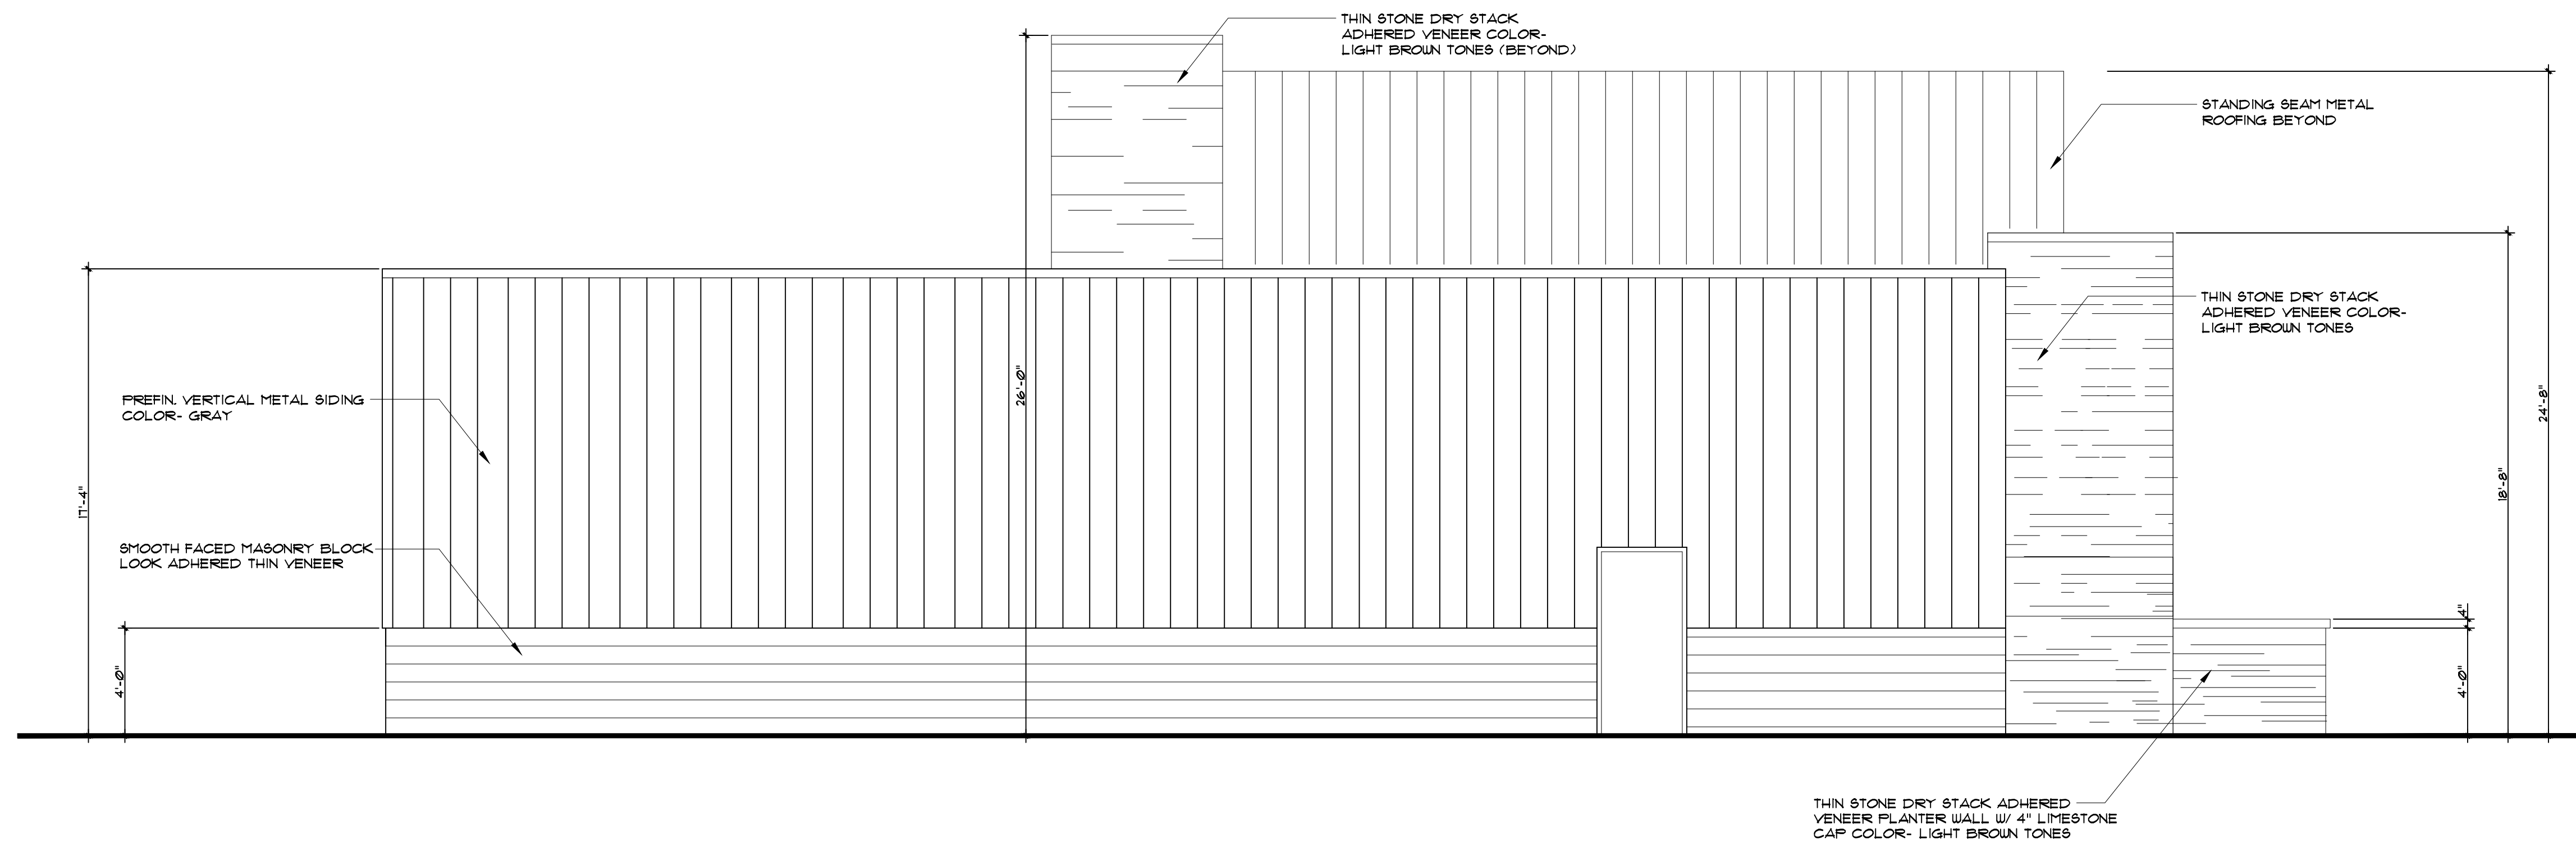 THIN STONE DRY STACK
ADHERED VENEER COLOR-
LIGHT BROWN TONES (BEYOND)
STANDING SEAM METAL
ROOFING BEYOND
THIN STONE DRY STACK
ADHERED VENEER COLOR-
LIGHT BROWN TONES
PREFIN. VERTICAL METAL SIDING
COLOR- GRAY
SMOOTH FACED MASONRY BLOCK
LOOK ADHERED THIN VENEER
17'-4"
4'-0"
26'-0"
4"
4'-0"
18'-8"
24'-8"
THIN STONE DRY STACK ADHERED
VENEER PLANTER WALL W/ 4" LIMESTONE
CAP COLOR- LIGHT BROWN TONES